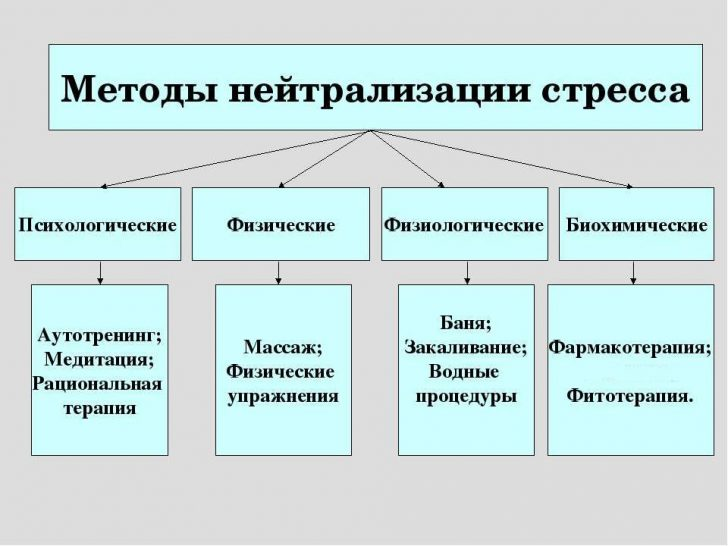 Методы нейтрализации стресса
Психологические
Физические
Физиологические
Биохимические
Аутотренинг;
Медитация;
Рациональная
терапия
Массаж;
Физические
упражнения
Баня;
Закаливание;
Водные
процедуры
Фармакотерапия;
Фитотерапия.